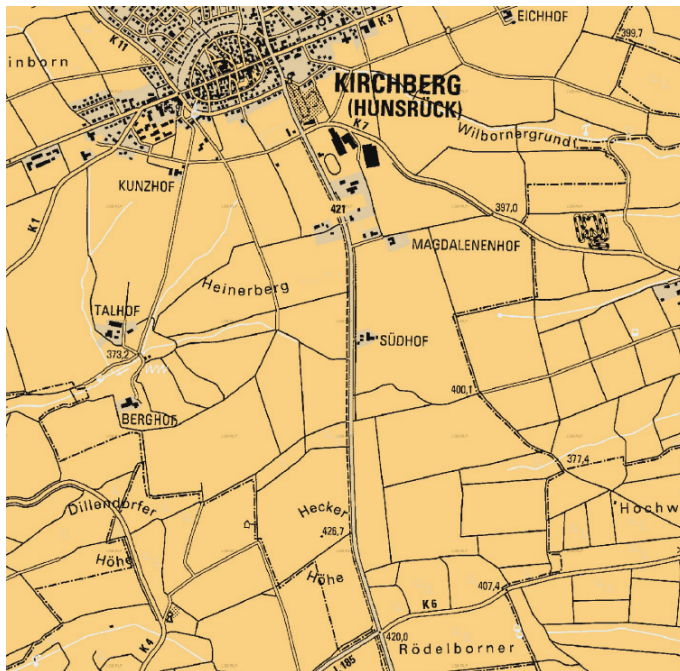 EICHHOF
399,7
K11
K3
inborn
KIRCHBERG
(HUNSRÜCK)
K7
Wilbornergrund
KUNZHOF
K1
421
397,0
MAGDALENENHOF
Heinerberg
TALHOF
SÜDHOF
373,2
WW
400,1
BERGHOF
377,4
Dillendorfer
Hecker
Hochw
426,7
Höhe
Höhe
407,4
K6
K4
420,0
L185
Rödelborner